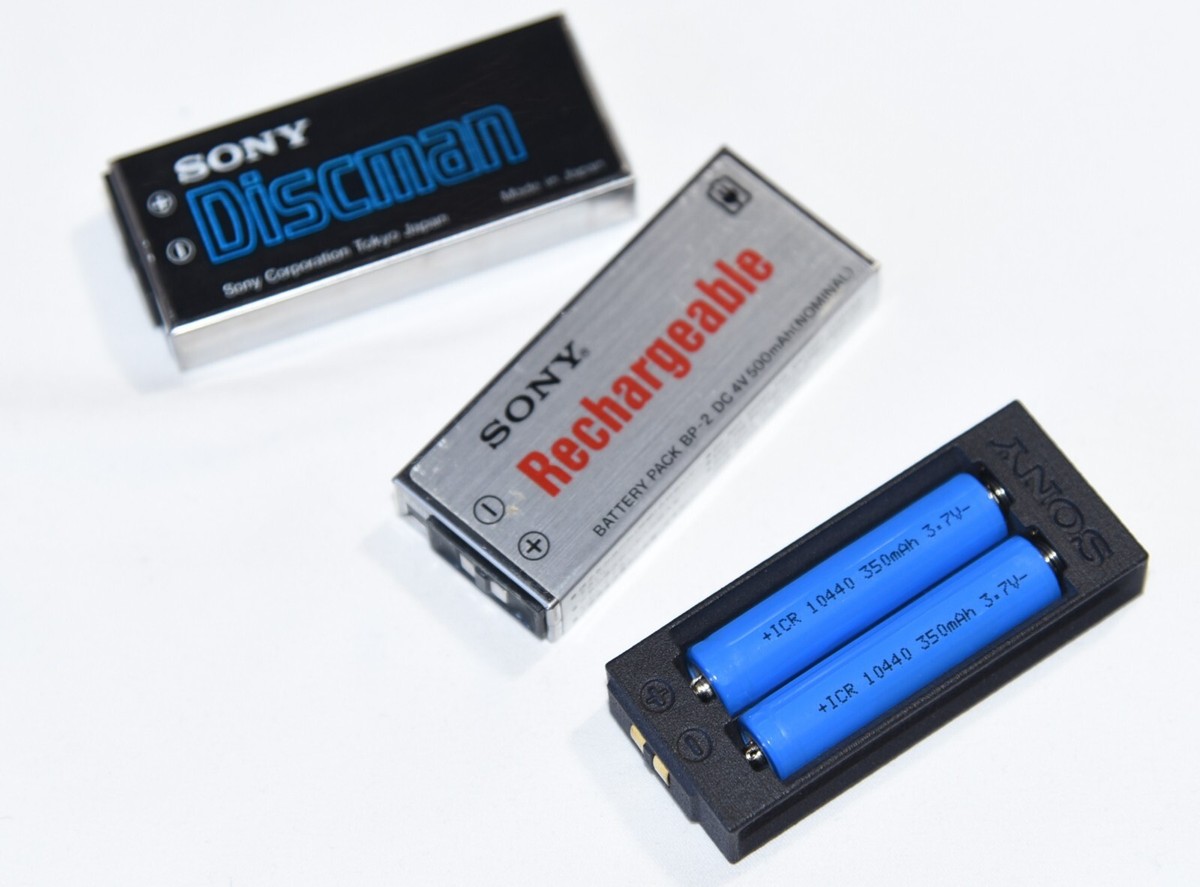 SONY
Discman
Sony Corporation Tokyo Japan
Made in Japan
SONY
Rechargeable
BATTERY PACK BP-2 DC 4V 500mAh(NOMINAL)
SONY
+ICR 10440 350mAh 3.7V-
+ICR 10440 350mAh 3.7V-